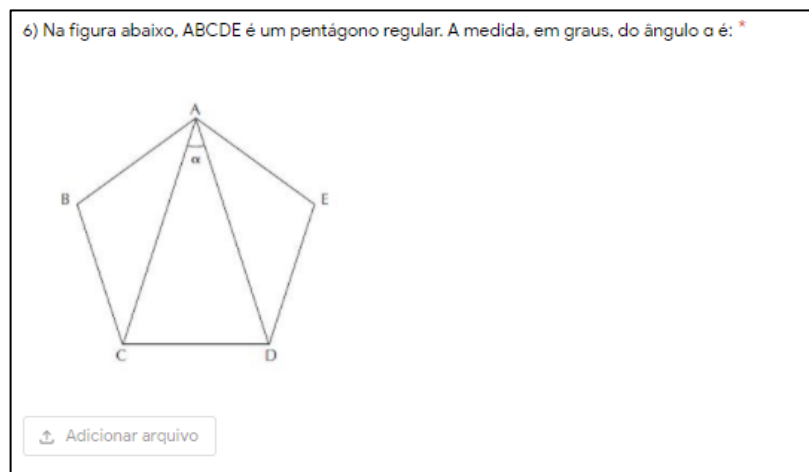 6) Na figura abaixo, ABCDE é um pentágono regular. A medida, em graus, do ângulo α é: *
A
α
B
E
C
D
Adicionar arquivo